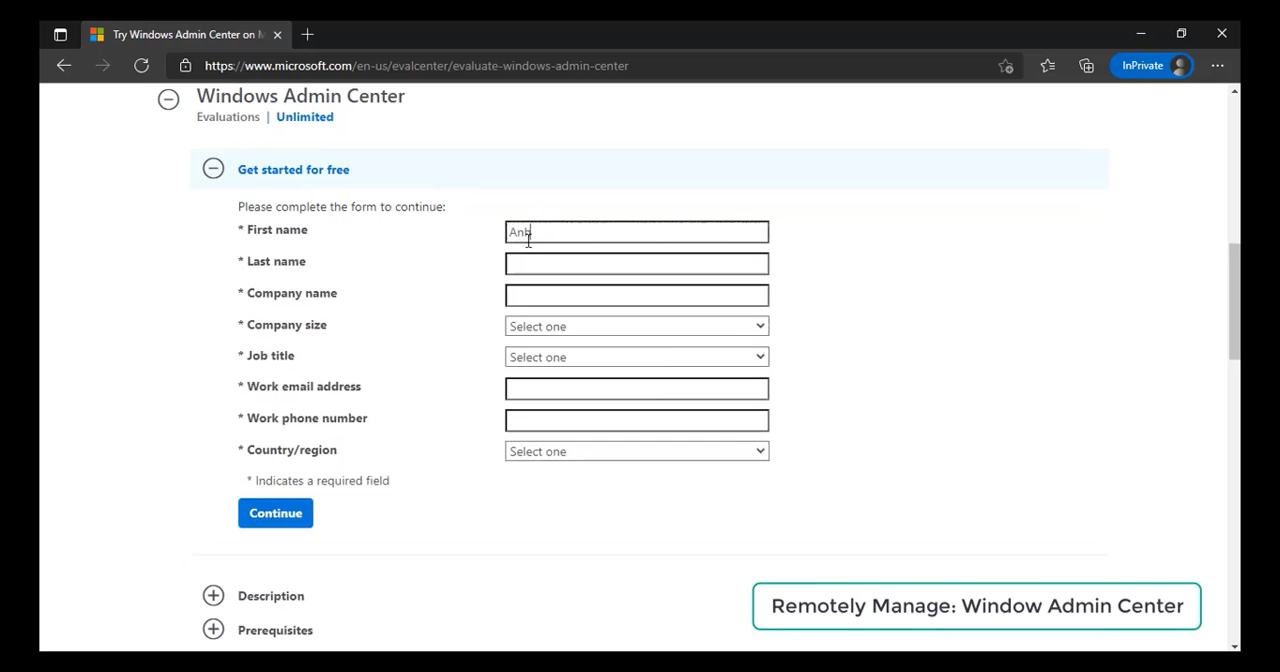 Try Windows Admin Center on M
https://www.microsoft.com/en-us/evalcenter/evaluate-windows-admin-center
InPrivate
Windows Admin Center
Evaluations | Unlimited
Get started for free
Please complete the form to continue:
* First name
Anh
* Last name
* Company name
* Company size
Select one
* Job title
Select one
* Work email address
* Work phone number
* Country/region
Select one
* Indicates a required field
Continue
Description
Remotely Manage: Window Admin Center
Prerequisites